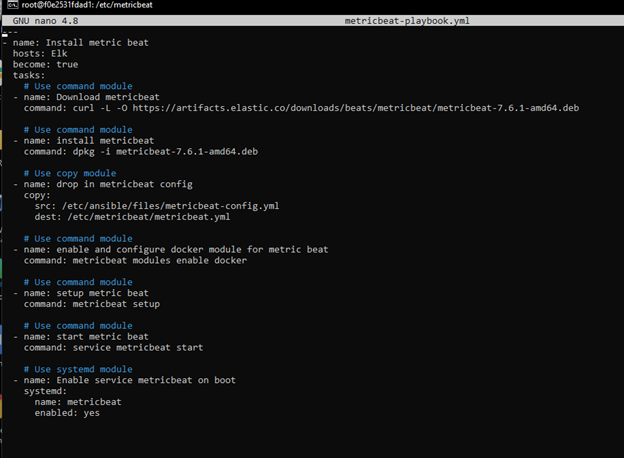 root@f0e2531fdad1: /etc/metricbeat
GNU nano 4.8 metricbeat-playbook.yml
---
- name: Install metric beat
  hosts: Elk
  become: true
  tasks:
    # Use command module
  - name: Download metricbeat
    command: curl -L -O https://artifacts.elastic.co/downloads/beats/metricbeat/metricbeat-7.6.1-amd64.deb

    # Use command module
  - name: install metricbeat
    command: dpkg -i metricbeat-7.6.1-amd64.deb

    # Use copy module
  - name: drop in metricbeat config
    copy:
      src: /etc/ansible/files/metricbeat-config.yml
      dest: /etc/metricbeat/metricbeat.yml

    # Use command module
  - name: enable and configure docker module for metric beat
    command: metricbeat modules enable docker

    # Use command module
  - name: setup metric beat
    command: metricbeat setup

    # Use command module
  - name: start metric beat
    command: service metricbeat start

    # Use systemd module
  - name: Enable service metricbeat on boot
    systemd:
      name: metricbeat
      enabled: yes